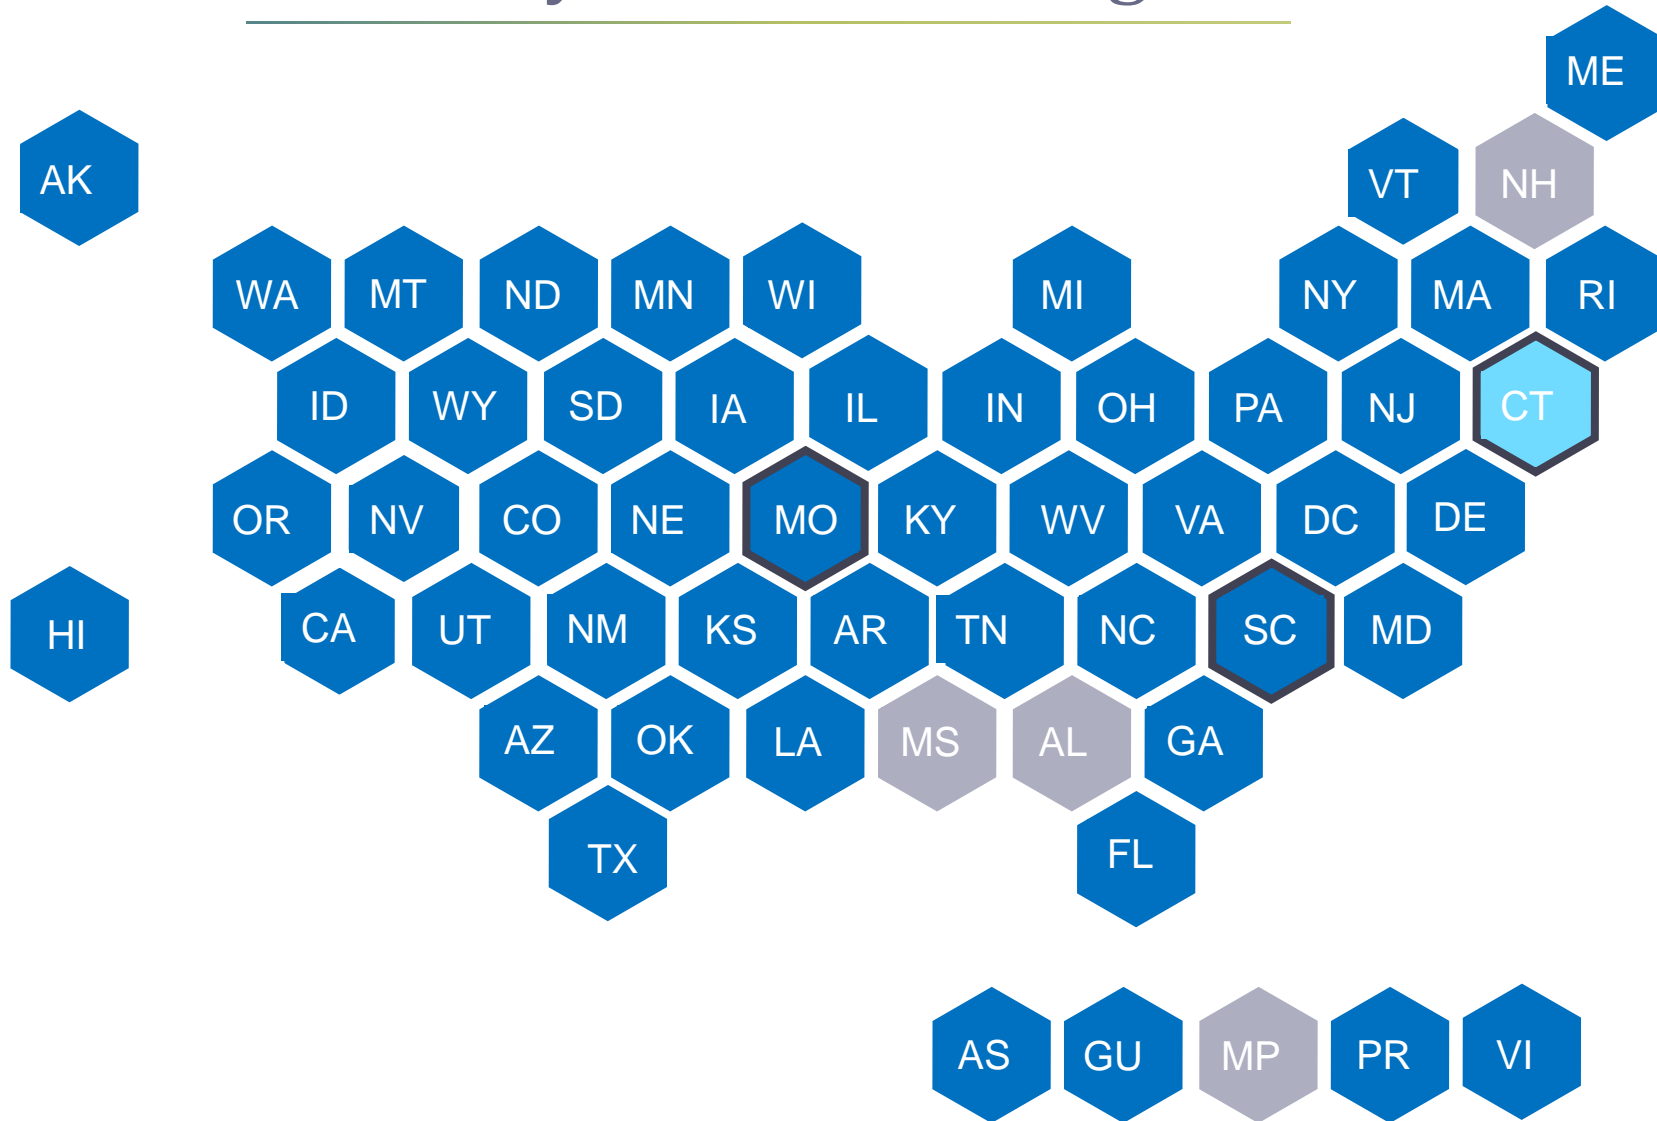 ME
AK
VT NH
WA MT ND MN WI MI NY MA RI
ID WY SD IA IL IN OH PA NJ CT
OR NV CO NE MO KY WV VA DC DE
HI CA UT NM KS AR TN NC SC MD
AZ OK LA MS AL GA
TX FL
AS GU MP PR VI